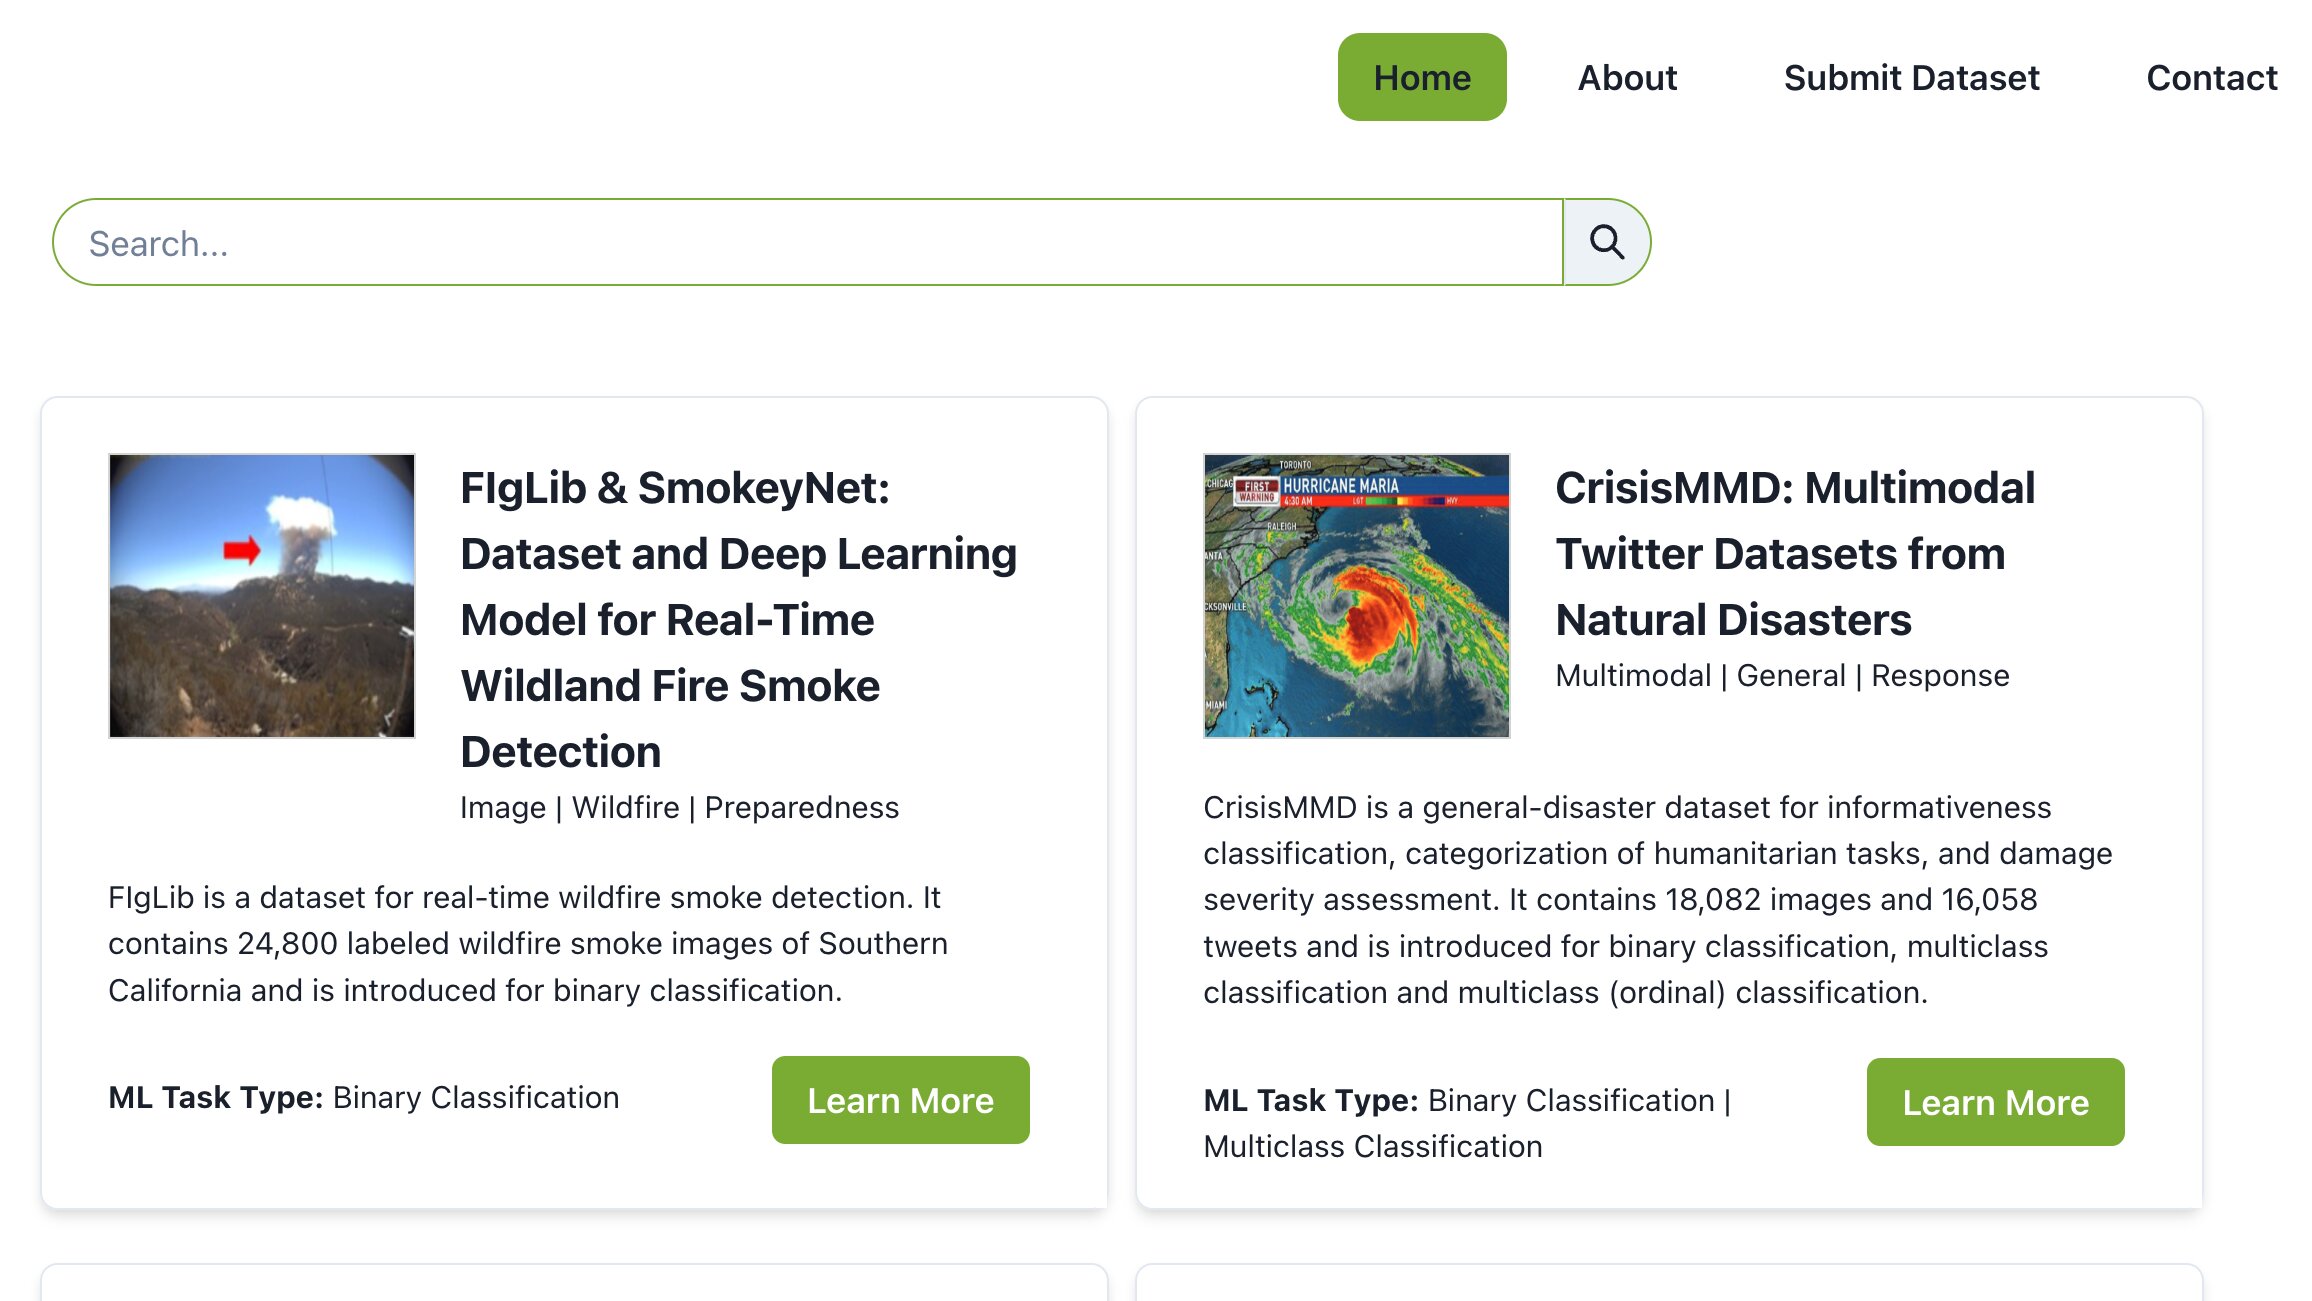 Home About Submit Dataset Contact
Search...
FIgLib & SmokeyNet:
Dataset and Deep Learning
Model for Real-Time
Wildland Fire Smoke
Detection
Image | Wildfire | Preparedness
FIgLib is a dataset for real-time wildfire smoke detection. It
contains 24,800 labeled wildfire smoke images of Southern
California and is introduced for binary classification.
ML Task Type: Binary Classification
Learn More
TORONTO
CHICAG
FIRST
WARNING
HURRICANE MARIA
4:30 AM
LGT
HVY
RALEIGH
ANTA
CKSONVILLE
MIAMI
CrisisMMD: Multimodal
Twitter Datasets from
Natural Disasters
Multimodal | General | Response
CrisisMMD is a general-disaster dataset for informativeness
classification, categorization of humanitarian tasks, and damage
severity assessment. It contains 18,082 images and 16,058
tweets and is introduced for binary classification, multiclass
classification and multiclass (ordinal) classification.
ML Task Type: Binary Classification |
Multiclass Classification
Learn More